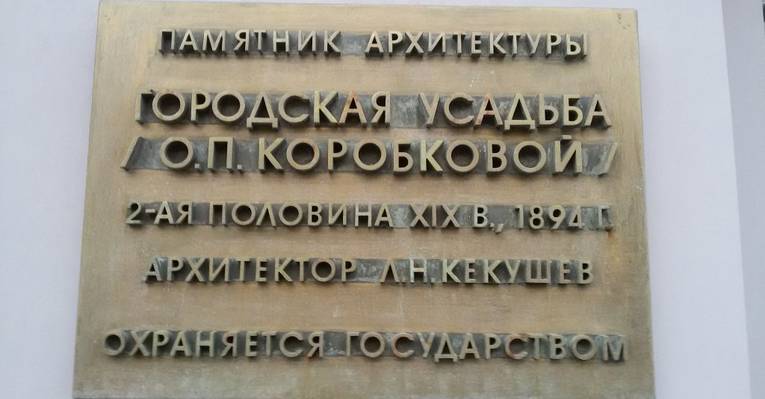 ПАМЯТНИК АРХИТЕКТУРЫ
ГОРОДСКАЯ УСАДЬБА
/ О.П. КОРОБКОВОЙ /
2-АЯ ПОЛОВИНА XIX В., 1894 Г.
АРХИТЕКТОР Л.Н.КЕКУШЕВ
ОХРАНЯЕТСЯ ГОСУДАРСТВОМ